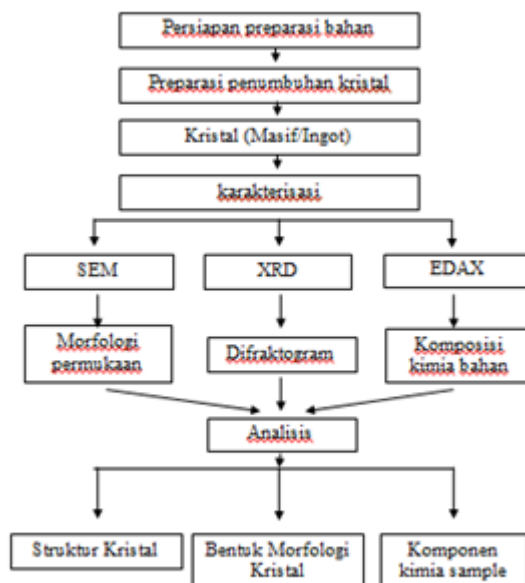 Persiapan preparasi bahan
Preparasi penumbuhan kristal
Kristal (Masif/Ingot)
karakterisasi
SEM
XRD
EDAX
Morfologi
permukaan
Difraktogram
Komposisi
kimia bahan
Analisis
Struktur Kristal
Bentuk Morfologi
Kristal
Komponen
kimia sample